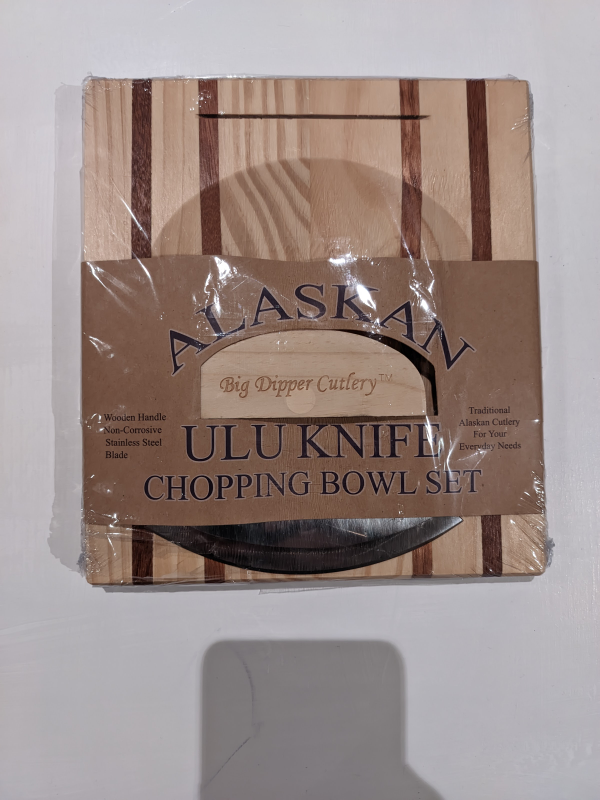 ALASKAN
Big Dipper Cutlery™
Wooden Handle
Non-Corrosive
Stainless Steel
Blade
Traditional
Alaskan Cutlery
For Your
Everyday Needs
ULU KNIFE
CHOPPING BOWL SET